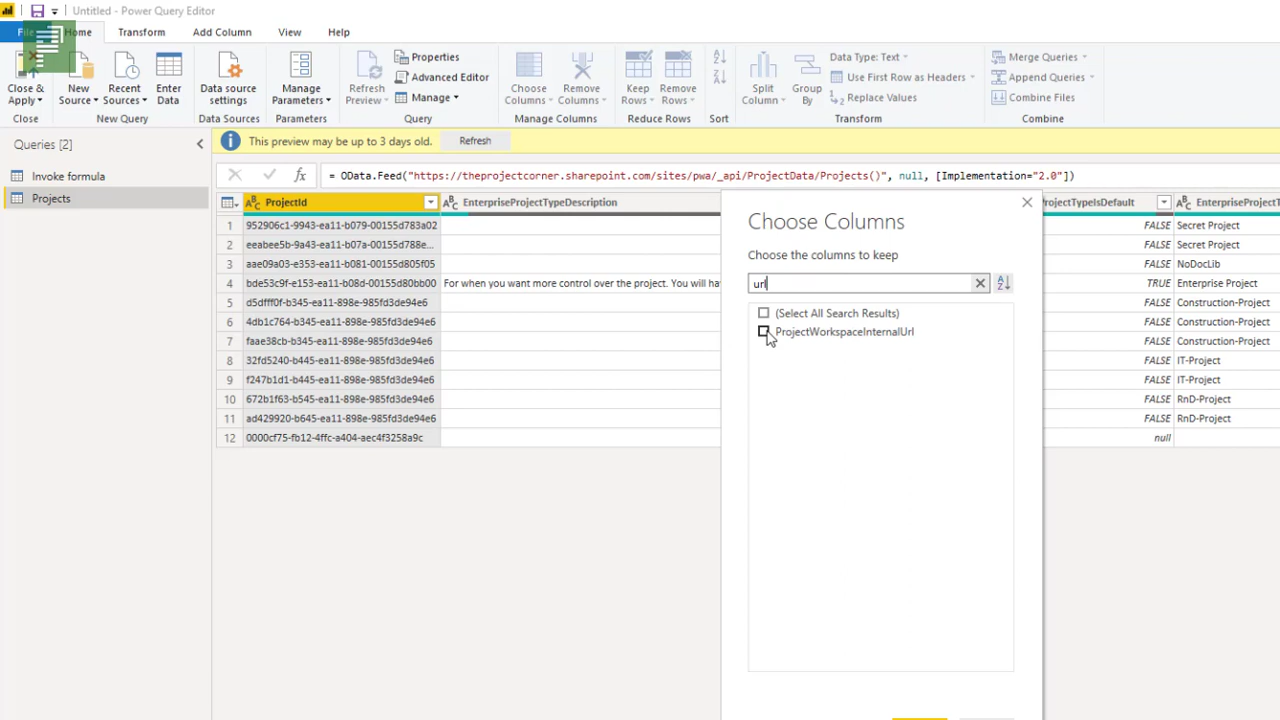 Untitled - Power Query Editor
File Home Transform Add Column View Help
Close & Apply
New Source
Recent Sources
Enter Data
Data source settings
Manage Parameters
Refresh Preview
Properties
Advanced Editor
Manage
Choose Columns
Remove Columns
Keep Rows
Remove Rows
Split Column
Group By
Data Type: Text
Use First Row as Headers
Replace Values
Merge Queries
Append Queries
Combine Files
Close New Query Data Sources Parameters Query Manage Columns Reduce Rows Sort Transform Combine
Queries [2]
Invoke formula
Projects
This preview may be up to 3 days old. Refresh
= OData.Feed("https://theprojectcorner.sharepoint.com/sites/pwa/_api/ProjectData/Projects()", null, [Implementation="2.0"])
ProjectId EnterpriseProjectTypeDescription ProjectTypeIsDefault EnterpriseProjectT
1 952906c1-9943-ea11-b079-00155d783a02 FALSE Secret Project
2 eeabee5b-9a43-ea11-b07a-00155d788e... FALSE Secret Project
3 aae09a03-e353-ea11-b081-00155d805f05 FALSE NoDocLib
4 bde53c9f-e153-ea11-b08d-00155d80bb00 For when you want more control over the project. You will ha TRUE Enterprise Project
5 d5dfff0f-b345-ea11-898e-985fd3de94e6 FALSE Construction-Project
6 4db1c764-b345-ea11-898e-985fd3de94e6 FALSE Construction-Project
7 faae38cb-b345-ea11-898e-985fd3de94e6 FALSE Construction-Project
8 32fd5240-b445-ea11-898e-985fd3de94e6 FALSE IT-Project
9 f247b1d1-b445-ea11-898e-985fd3de94e6 FALSE IT-Project
10 672b1f63-b545-ea11-898e-985fd3de94e6 FALSE RnD-Project
11 ad429920-b645-ea11-898e-985fd3de94e6 FALSE RnD-Project
12 0000cf75-fb12-4ffc-a404-aec4f3258a9c null
Choose Columns
Choose the columns to keep
url
(Select All Search Results)
ProjectWorkspaceInternalUrl